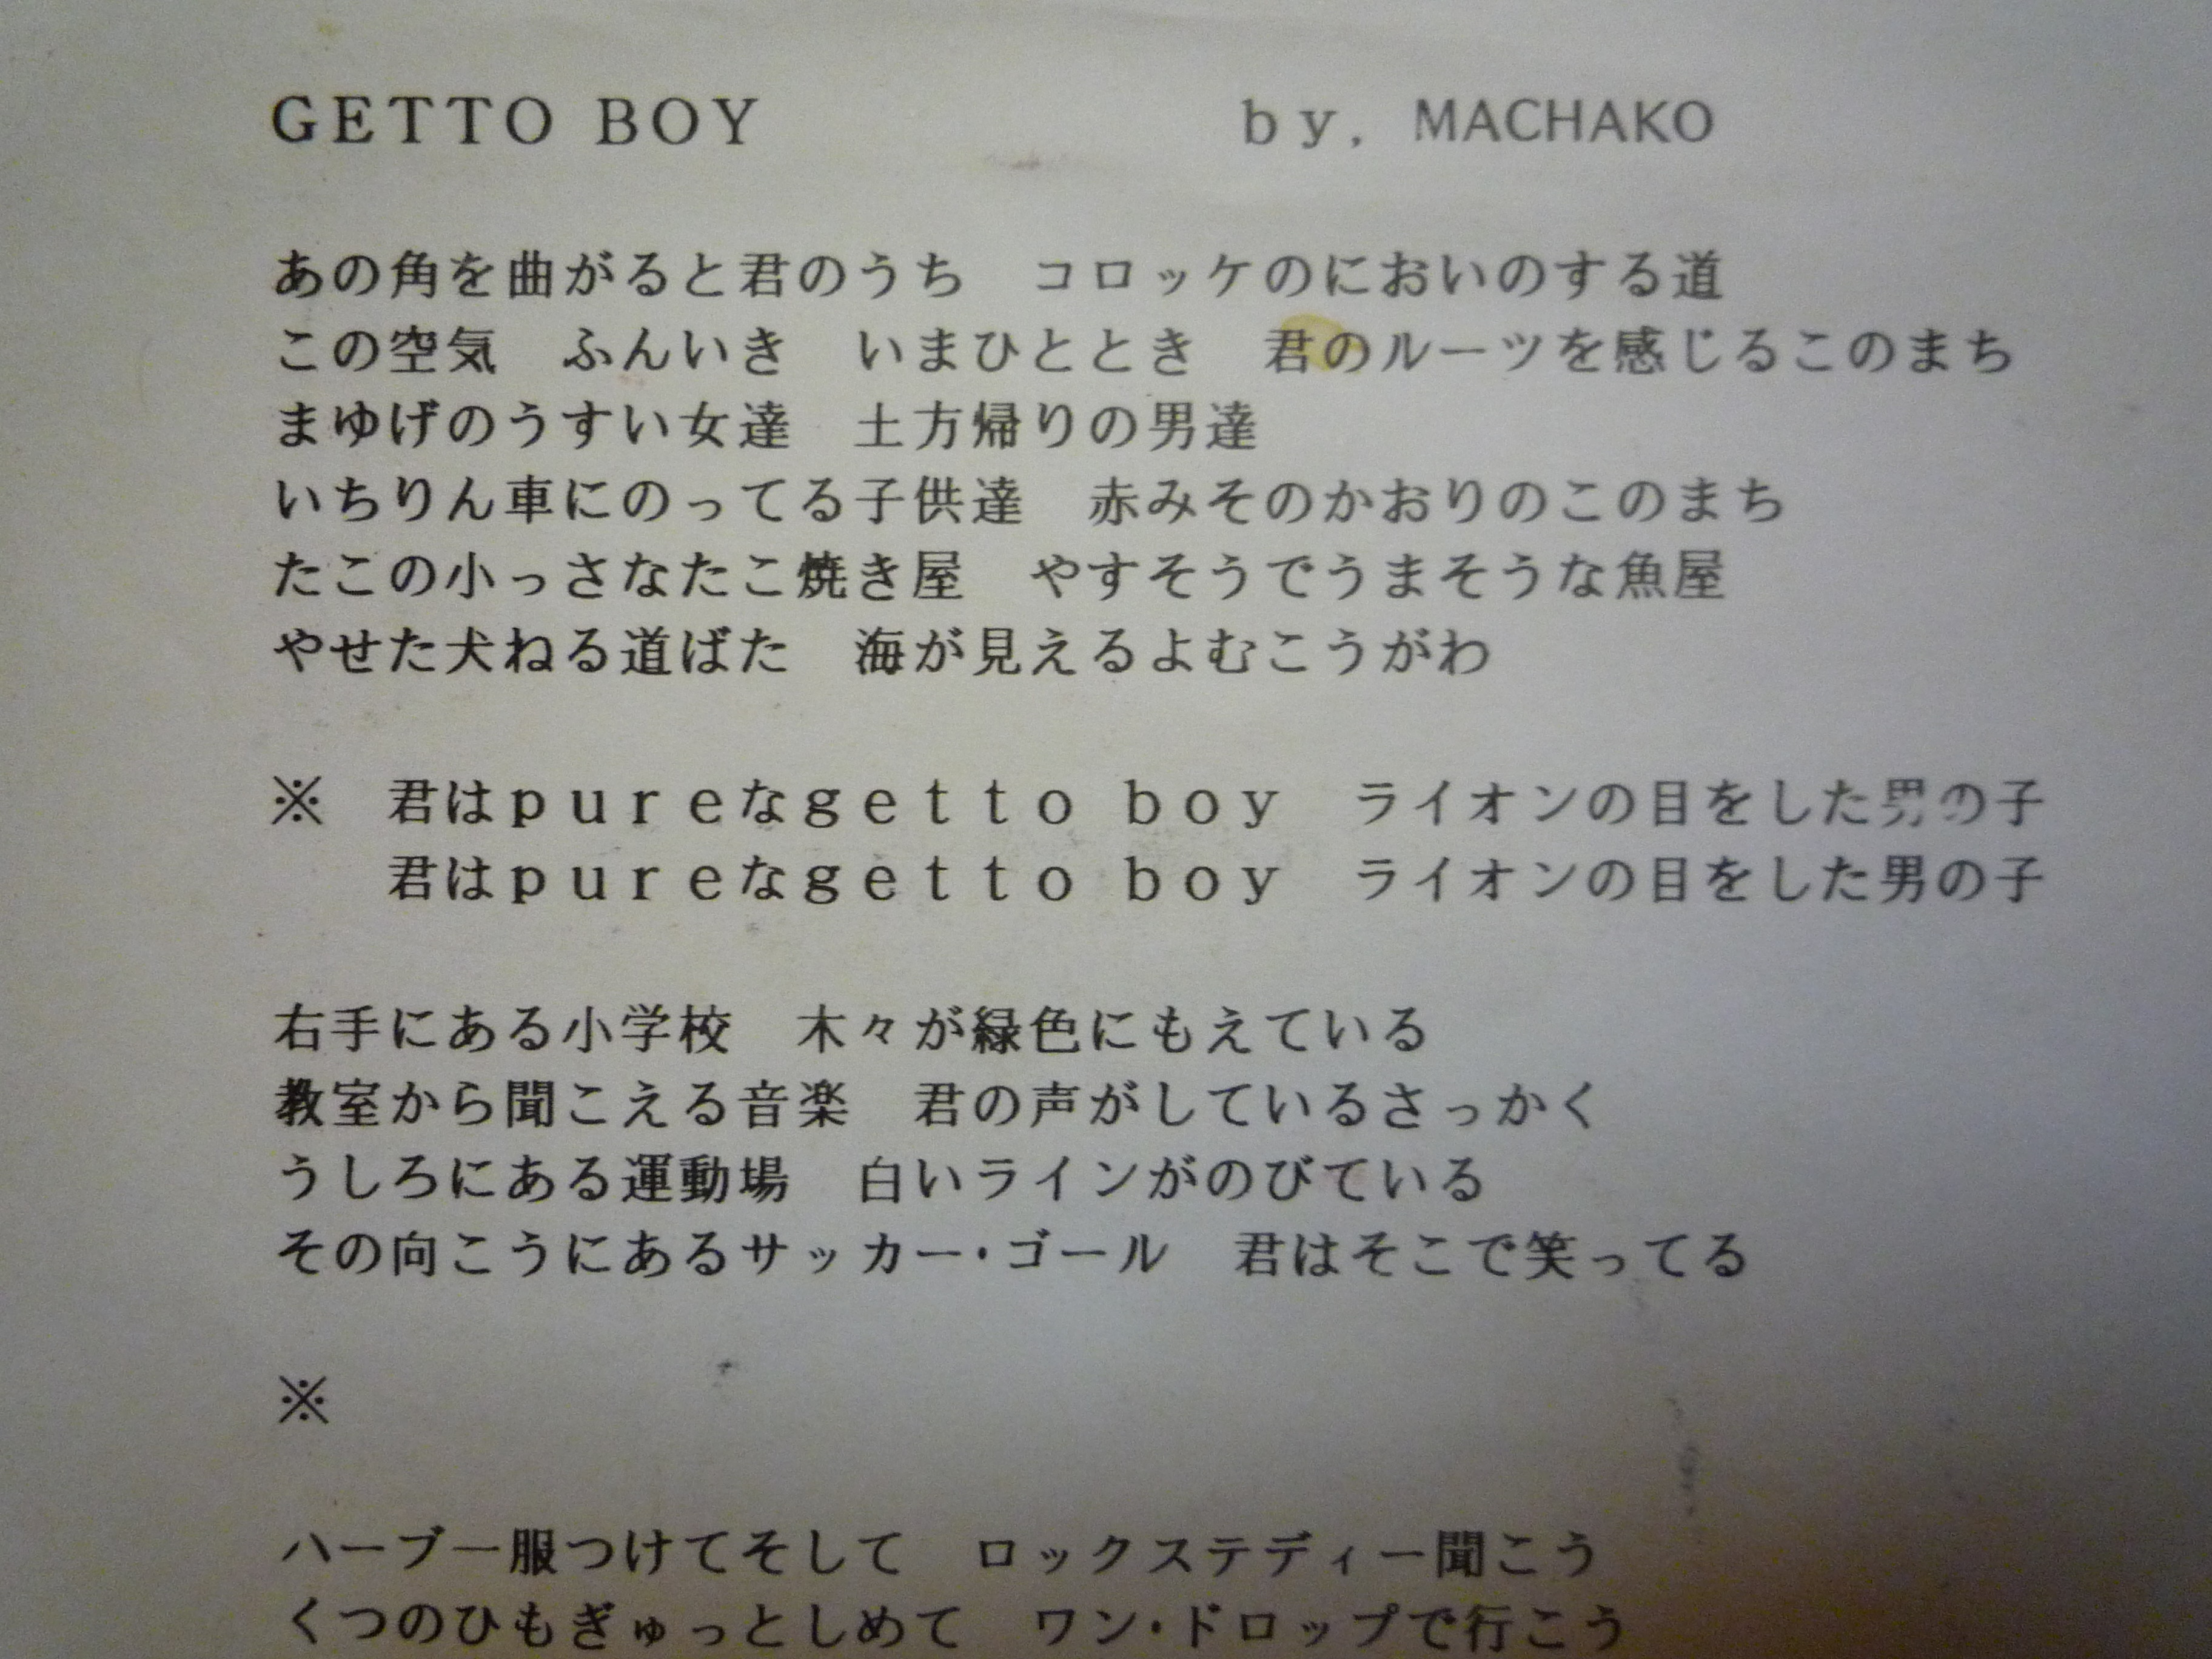 GETTO BOY　by, MACHAKO
あの角を曲がると君のうち　コロッケのにおいのする道
この空気　ふんいき　いまひととき　君のルーツを感じるこのまち
まゆげのうすい女達　土方帰りの男達
いちりん車にのってる子供達　赤みそのかおりのこのまち
たこの小っさなたこ焼き屋　やすそうでうまそうな魚屋
やせた犬ねる道ばた　海が見えるよむこうがわ
※　君はｐｕｒｅなｇｅｔｔｏ ｂｏｙ　ライオンの目をした男の子
君はｐｕｒｅなｇｅｔｔｏ ｂｏｙ　ライオンの目をした男の子
右手にある小学校　木々が緑色にもえている
教室から聞こえる音楽　君の声がしているさっかく
うしろにある運動場　白いラインがのびている
その向こうにあるサッカー・ゴール　君はそこで笑ってる
※
ハーブ一服つけてそして　ロックステディー聞こう
くつのひもぎゅっとしめて　ワン・ドロップで行こう